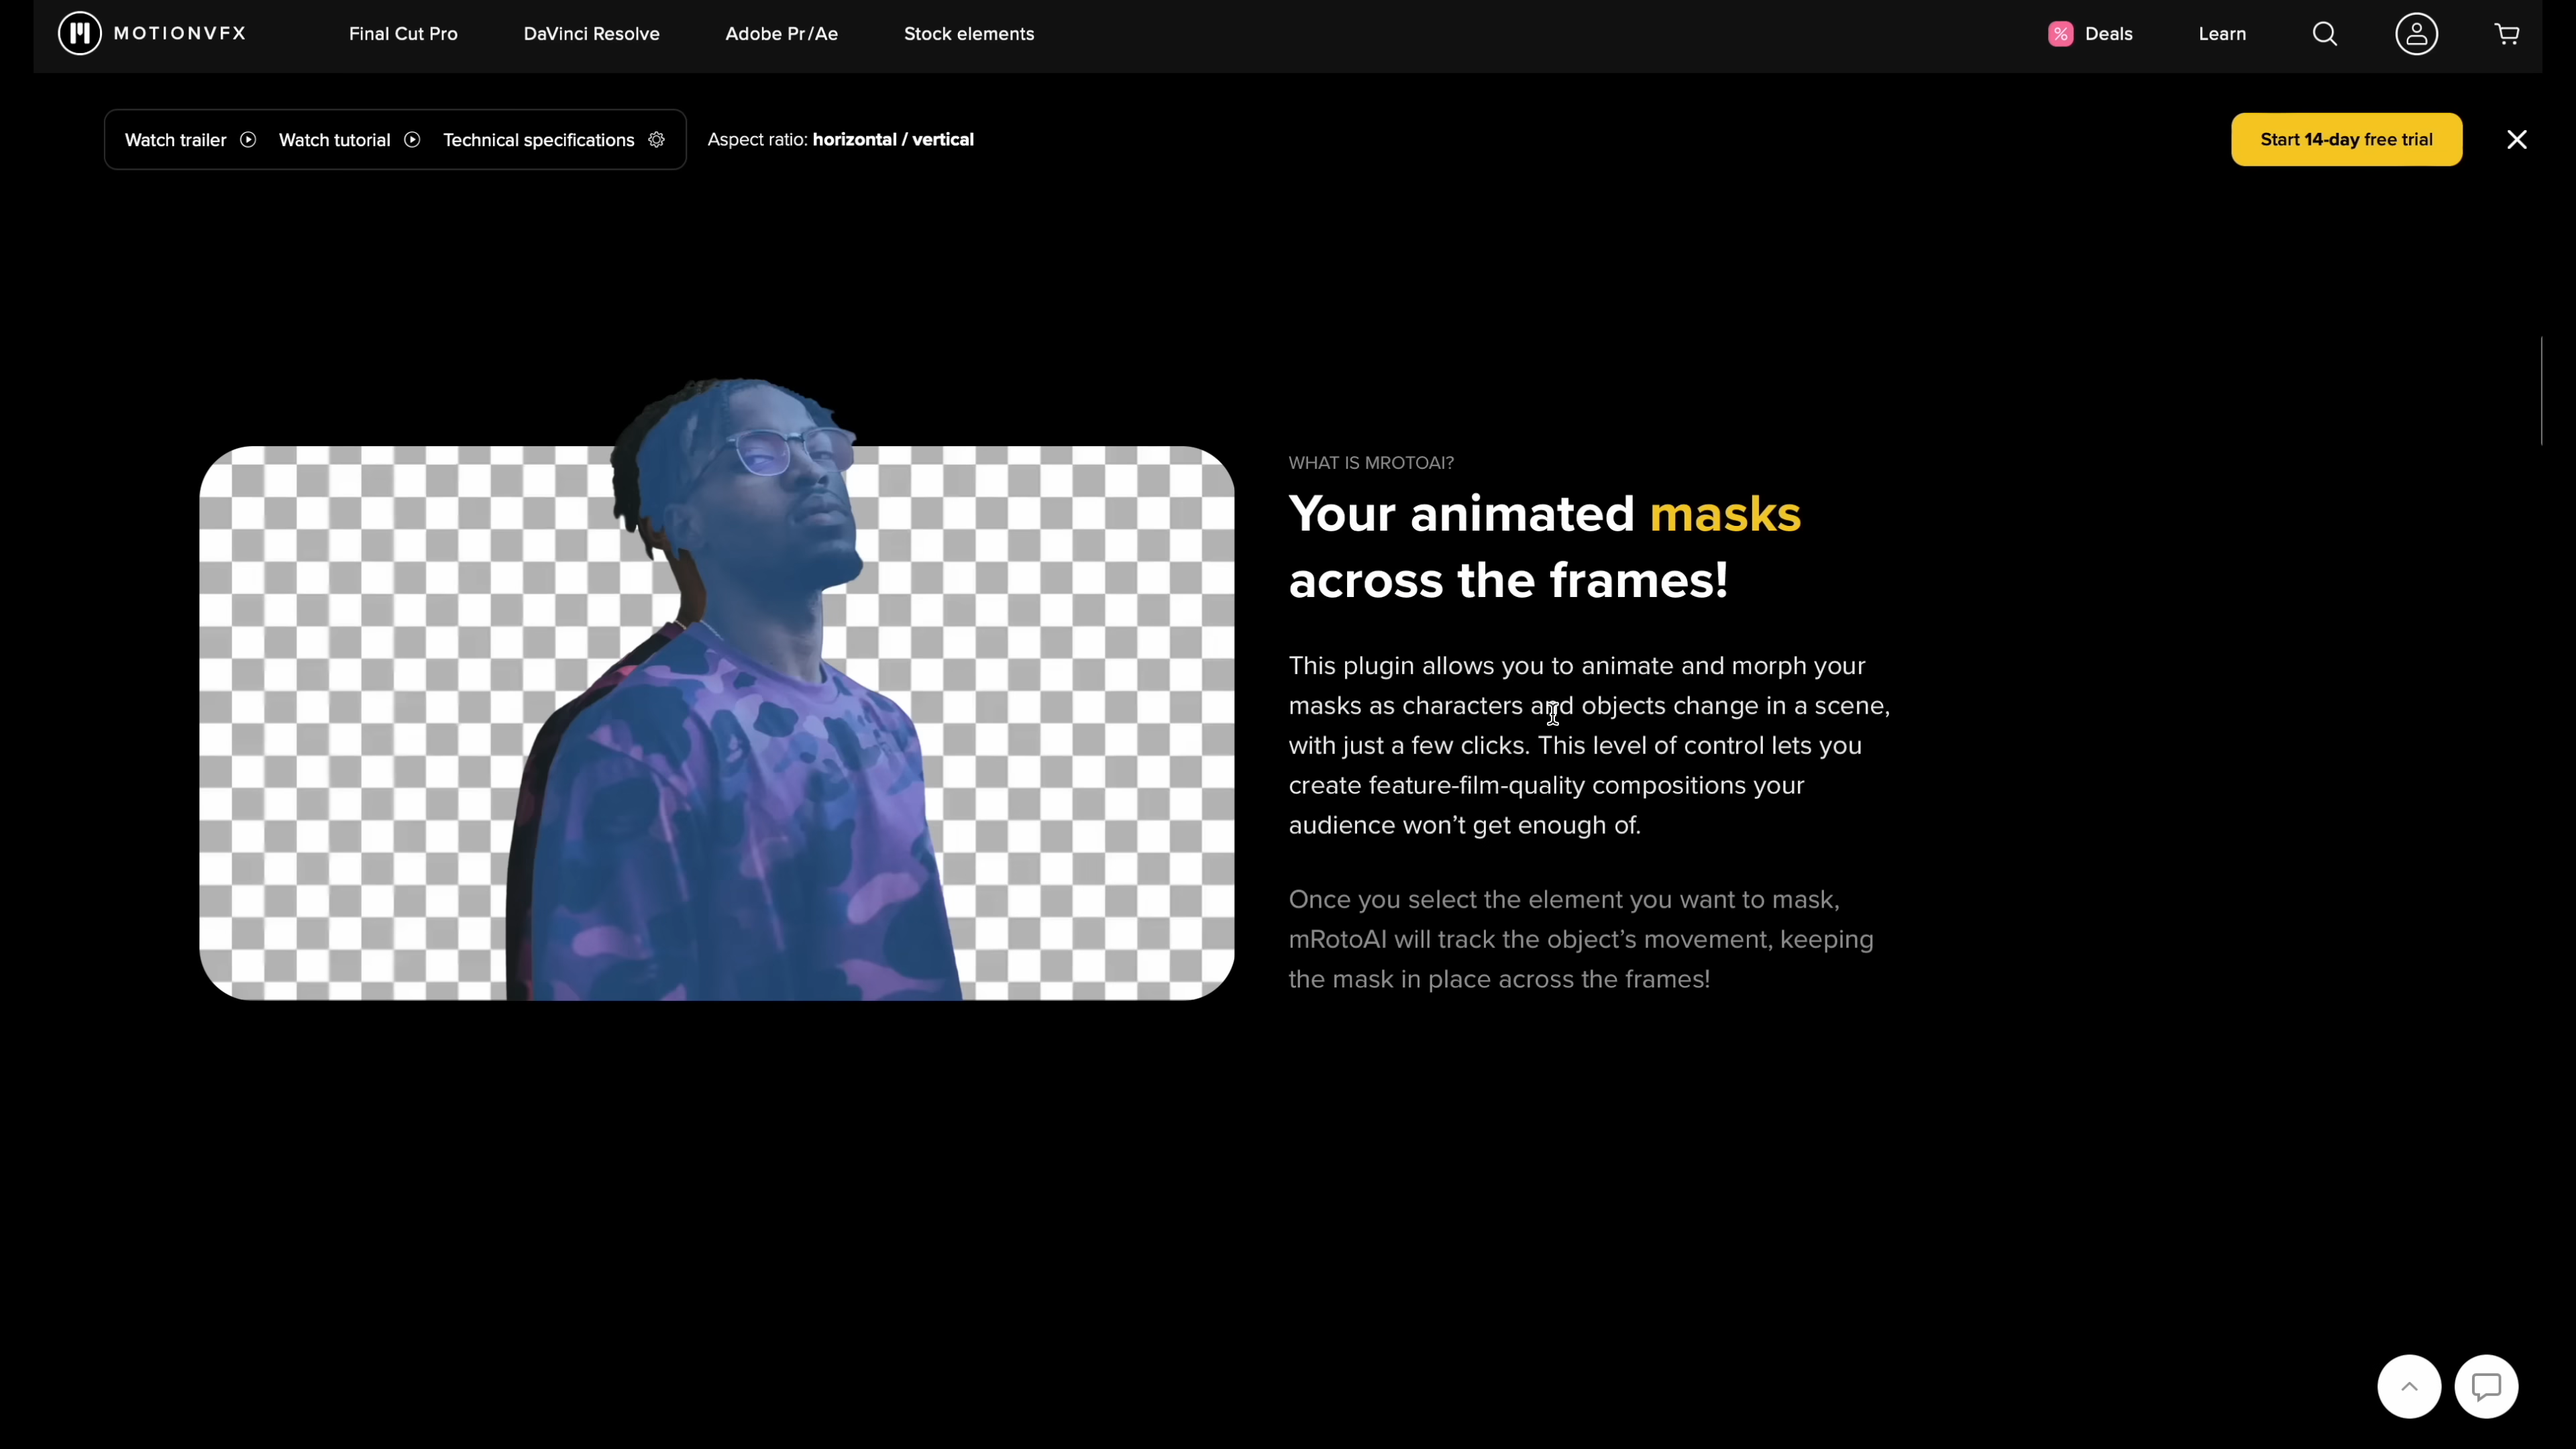 MOTIONVFX
Final Cut Pro
DaVinci Resolve
Adobe Pr/Ae
Stock elements
% Deals
Learn
Watch trailer
Watch tutorial
Technical specifications
Aspect ratio: horizontal / vertical
Start 14-day free trial
WHAT IS MROTOAI?
Your animated masks
across the frames!
This plugin allows you to animate and morph your
masks as characters and objects change in a scene,
with just a few clicks. This level of control lets you
create feature-film-quality compositions your
audience won’t get enough of.
Once you select the element you want to mask,
mRotoAI will track the object’s movement, keeping
the mask in place across the frames!